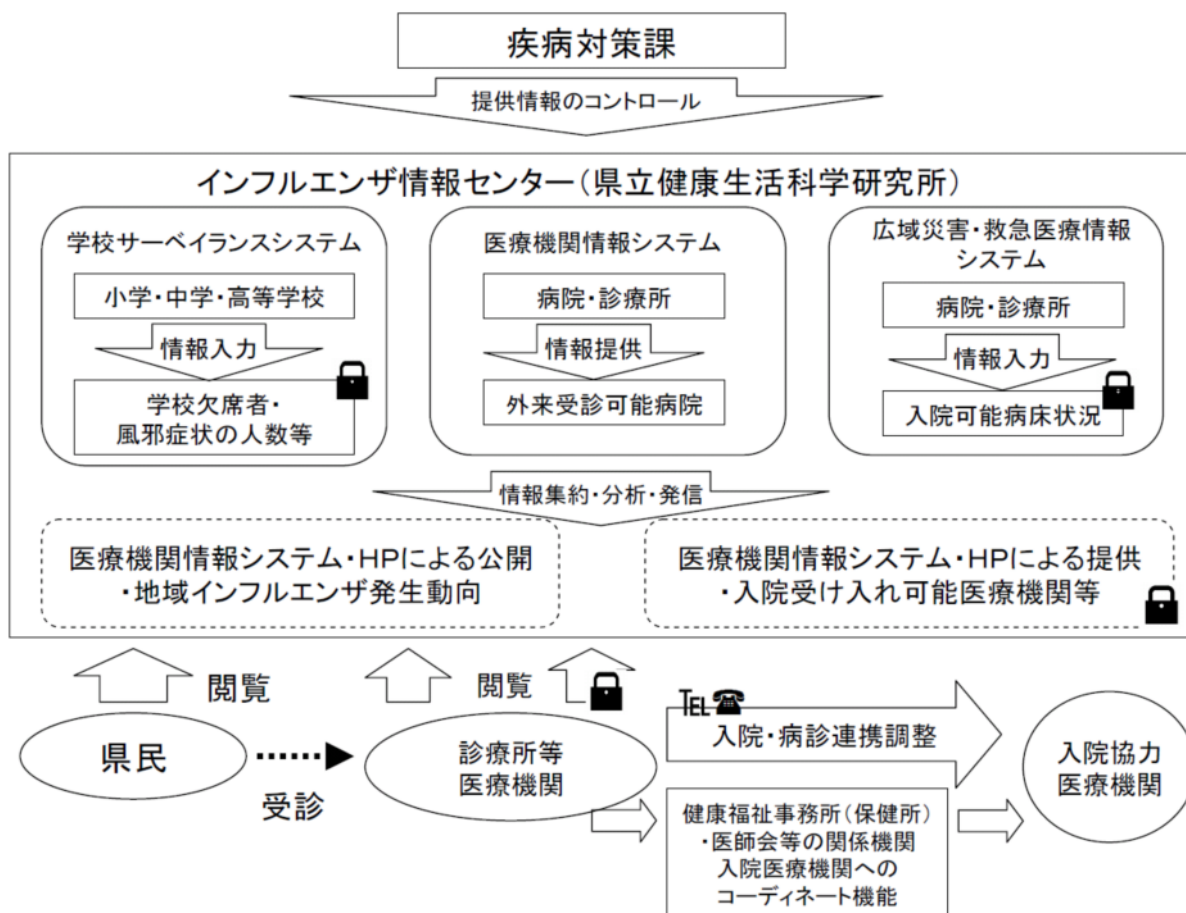 疾病対策課
提供情報のコントロール
インフルエンザ情報センター(県立健康生活科学研究所)
学校サーベイランスシステム
小学・中学・高等学校
情報入力
学校欠席者・
風邪症状の人数等
医療機関情報システム
病院・診療所
情報提供
外来受診可能病院
広域災害・救急医療情報
システム
病院・診療所
情報入力
入院可能病床状況
情報集約・分析・発信
医療機関情報システム・HPによる公開
・地域インフルエンザ発生動向
医療機関情報システム・HPによる提供
・入院受け入れ可能医療機関等
閲覧
閲覧
県民
受診
診療所等
医療機関
TEL☎
入院・病診連携調整
健康福祉事務所(保健所)
・医師会等の関係機関
入院医療機関への
コーディネート機能
入院協力
医療機関